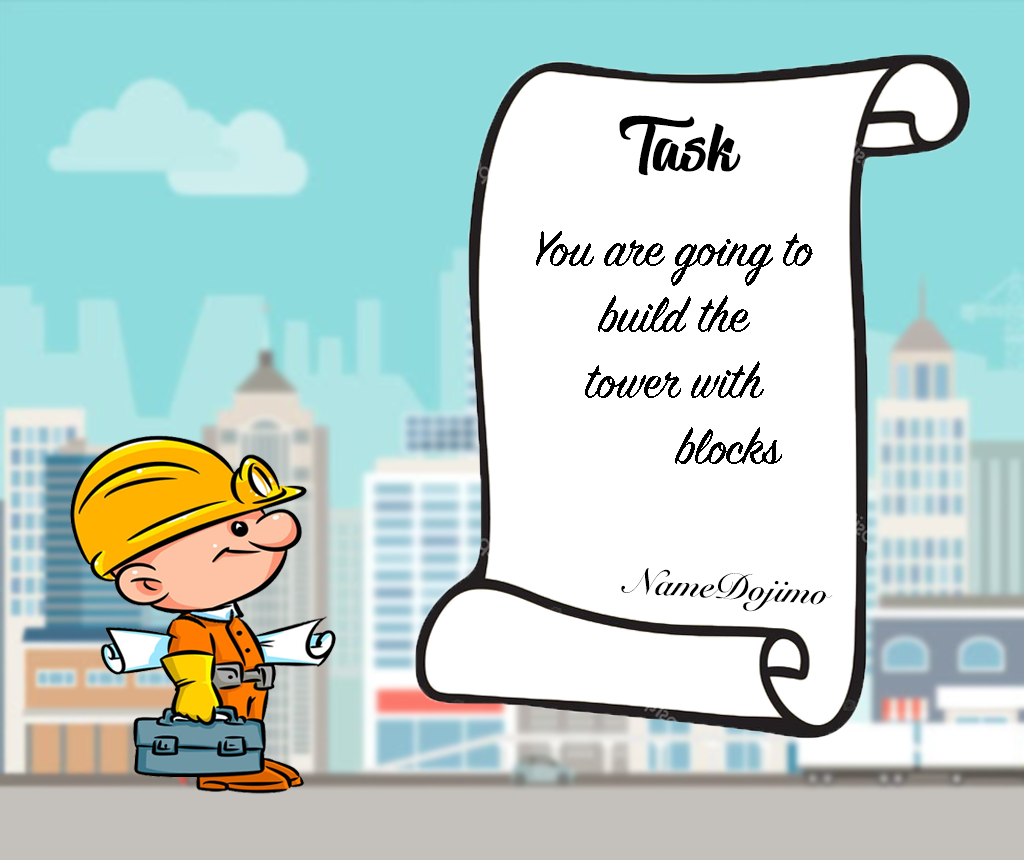 Task
You are going to
build the
tower with
blocks
NameDojimo